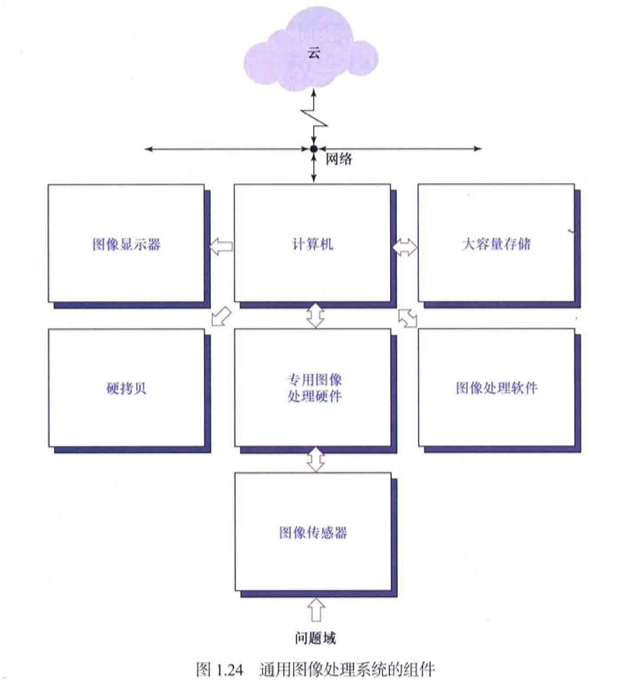 云
网络
图像显示器
计算机
大容量存储
硬拷贝
专用图像
处理硬件
图像处理软件
图像传感器
问题域
图 1.24 通用图像处理系统的组件